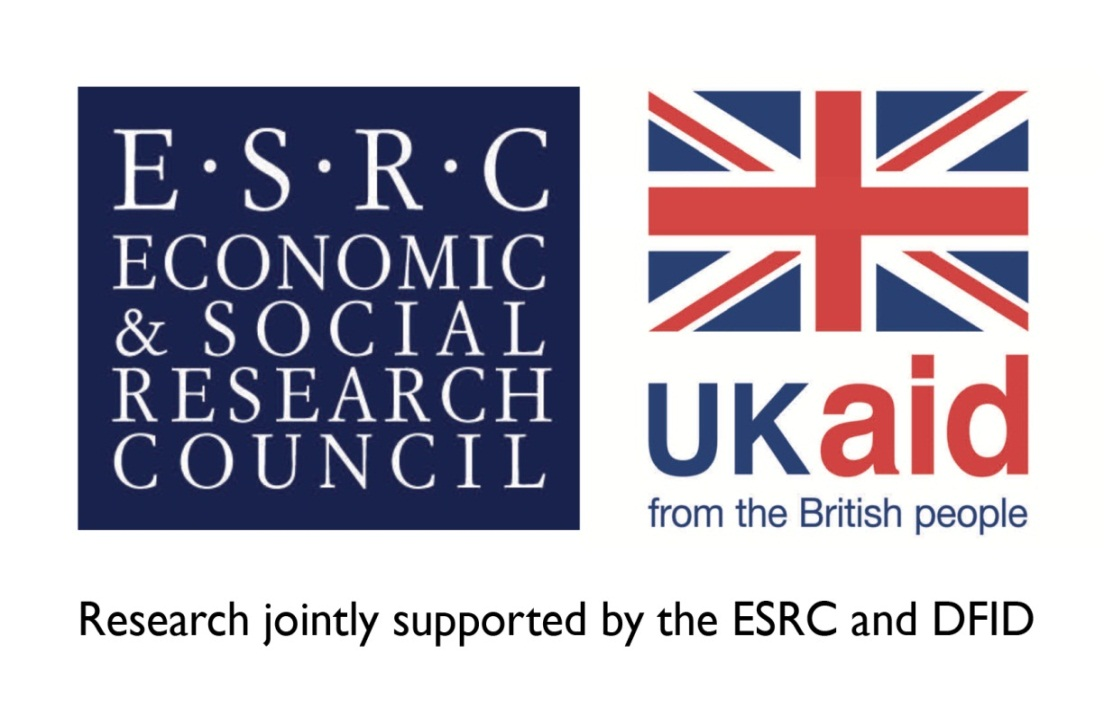 E·S·R·C
ECONOMIC
& SOCIAL
RESEARCH
COUNCIL
UKaid
from the British people
Research jointly supported by the ESRC and DFID